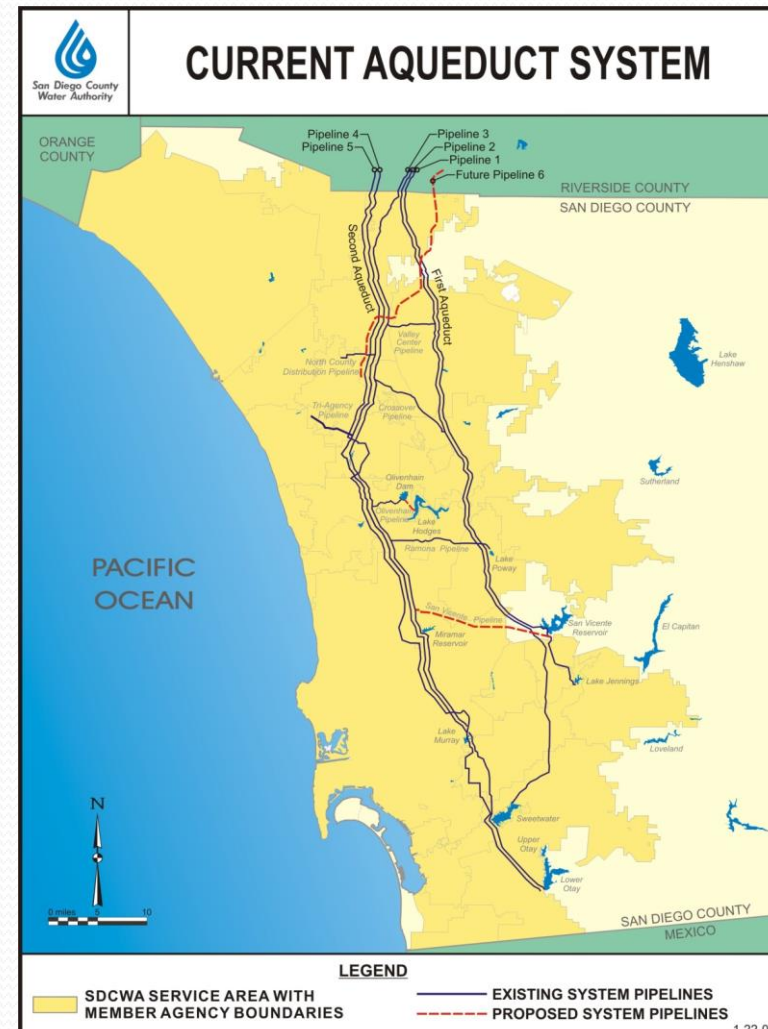 San Diego County
Water Authority
CURRENT AQUEDUCT SYSTEM
ORANGE
COUNTY
Pipeline 4
Pipeline 5
Pipeline 3
Pipeline 2
Pipeline 1
Future Pipeline 6
RIVERSIDE COUNTY
SAN DIEGO COUNTY
Second Aqueduct
First Aqueduct
Valley
Center
Pipeline
North County
Distribution Pipeline
Lake
Henshaw
Tri-Agency
Pipeline
Crossover
Pipeline
Sutherland
Olivenhain
Dam
Olivenhain
Pipeline
Lake
Hodges
Ramona Pipeline
Lake
Poway
PACIFIC
OCEAN
San Vicente Pipeline
San Vicente
Reservoir
El Capitan
Miramar
Reservoir
Lake Jennings
Lake
Murray
Loveland
N
Sweetwater
Upper
Otay
Lower
Otay
0 miles 5 10
SAN DIEGO COUNTY
MEXICO
LEGEND
SDCWA SERVICE AREA WITH
MEMBER AGENCY BOUNDARIES
EXISTING SYSTEM PIPELINES
PROPOSED SYSTEM PIPELINES